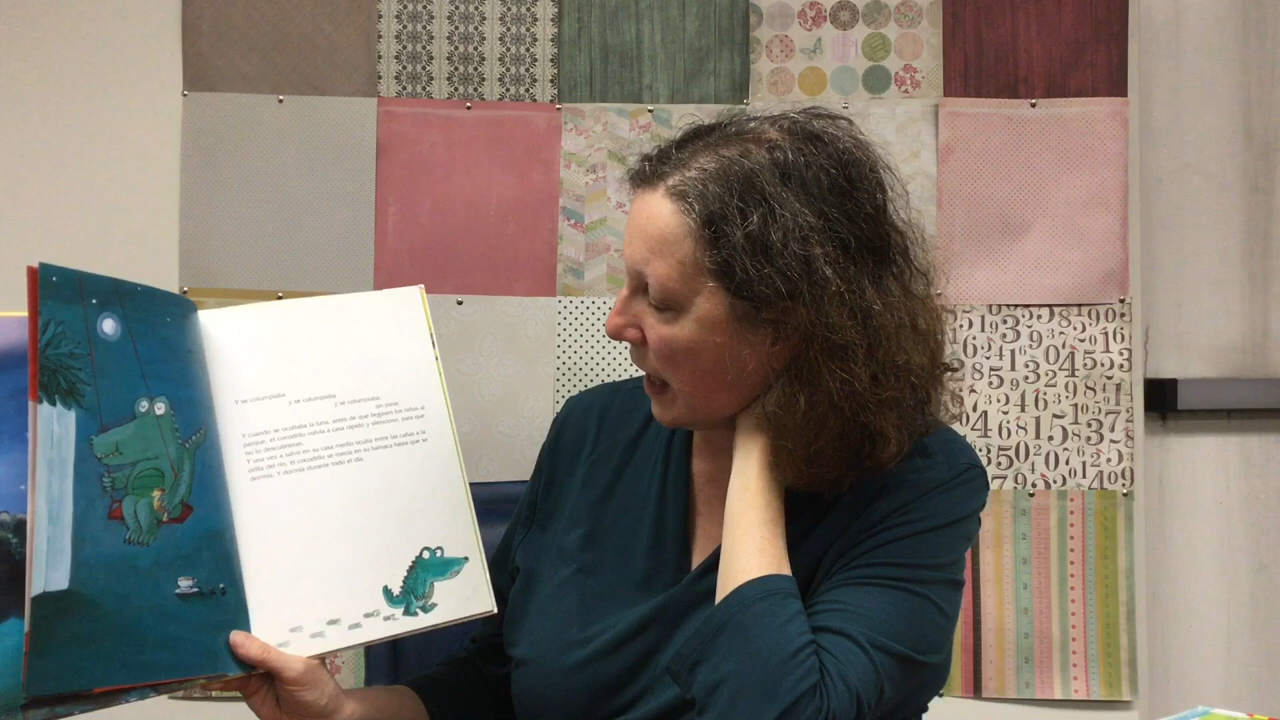 Y se columpiaba
y se columpiaba
y se columpiaba,
sin parar.
Y cuando se ocultaba la luna, antes de que llegasen los niños al
parque, el cocodrilo volvía a casa rápido y silencioso, para que
no lo descubrieran.
Y una vez a salvo en su casa medio oculta entre las cañas a la
orilla del río, el cocodrilo se mecía en su hamaca hasta que se
dormía. Y dormía durante todo el día.